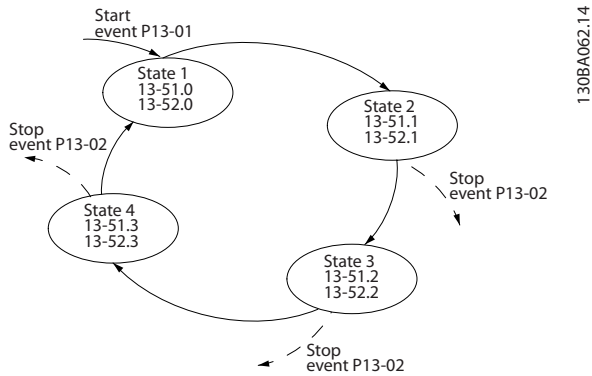 Start
event P13-01
State 1
13-51.0
13-52.0
State 2
13-51.1
13-52.1
Stop
event P13-02
Stop
event P13-02
State 4
13-51.3
13-52.3
State 3
13-51.2
13-52.2
Stop
event P13-02
130BA062.14